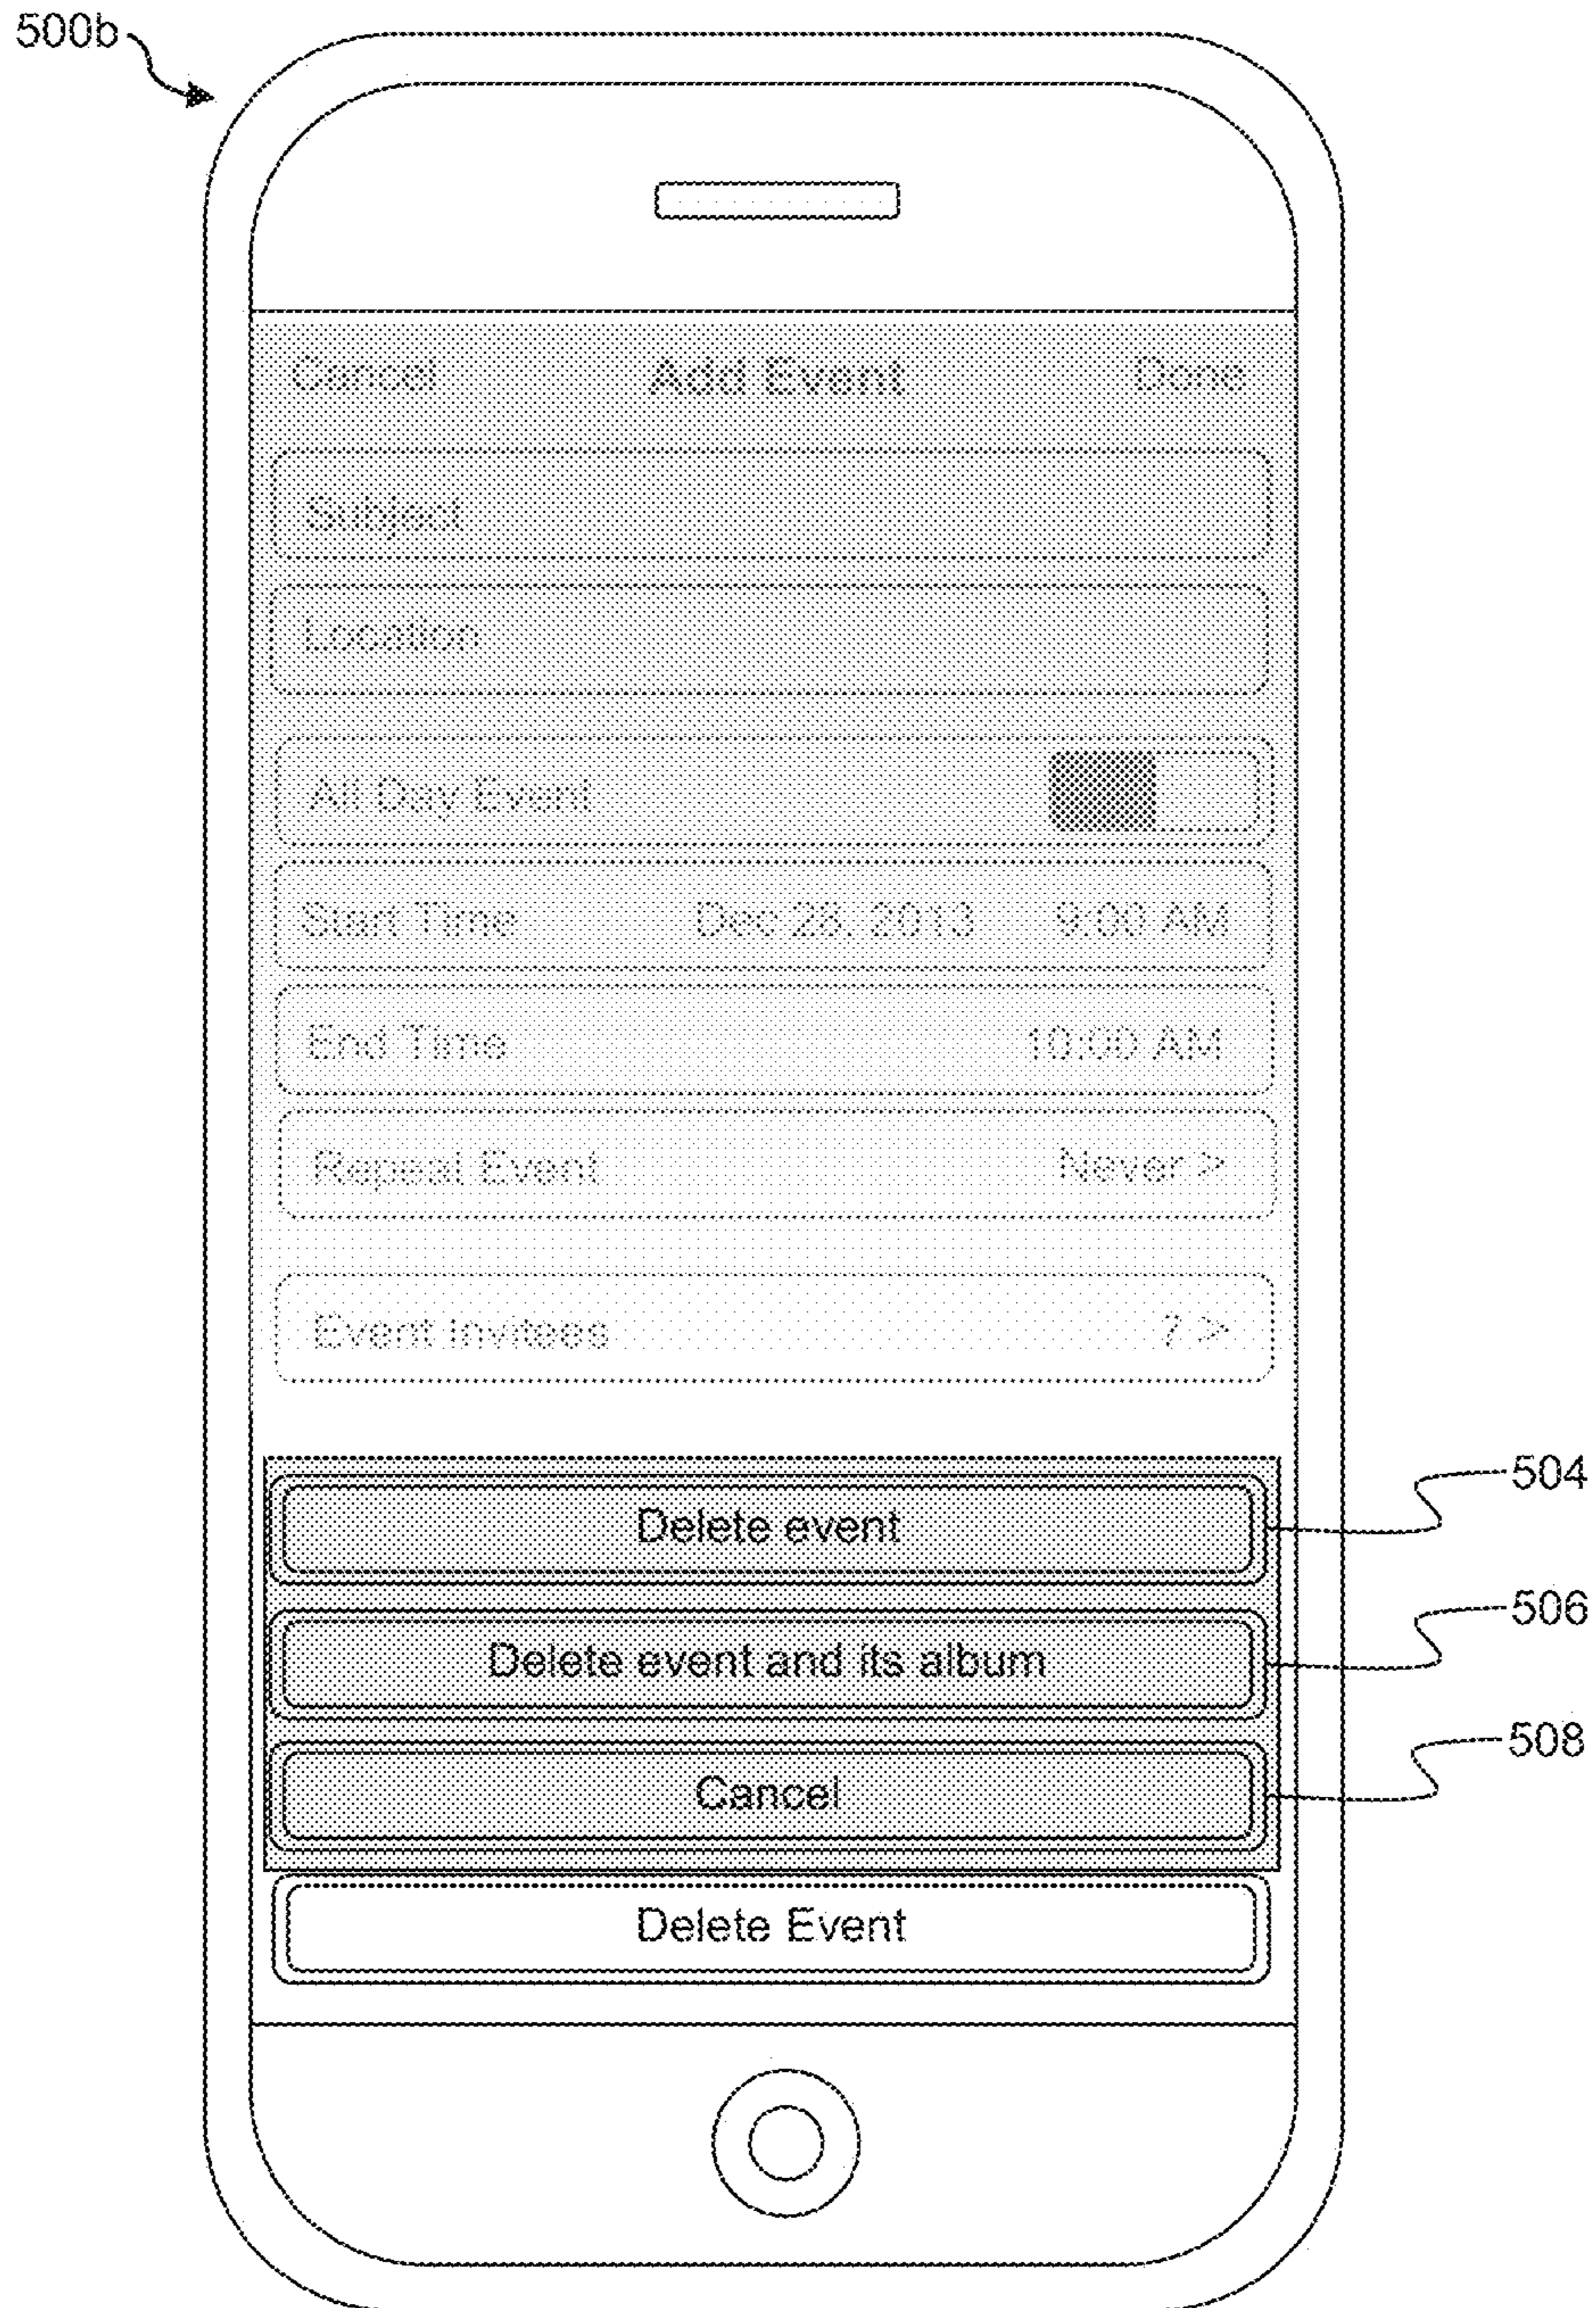 500b
Cancel Add Event Done
Subject
Location
All Day Event
Start Time Dec 28, 2013 9:00 AM
End Time 10:00 AM
Repeat Event Never >
Event Invitees 7 >
Delete event 504
Delete event and its album 506
Cancel 508
Delete Event